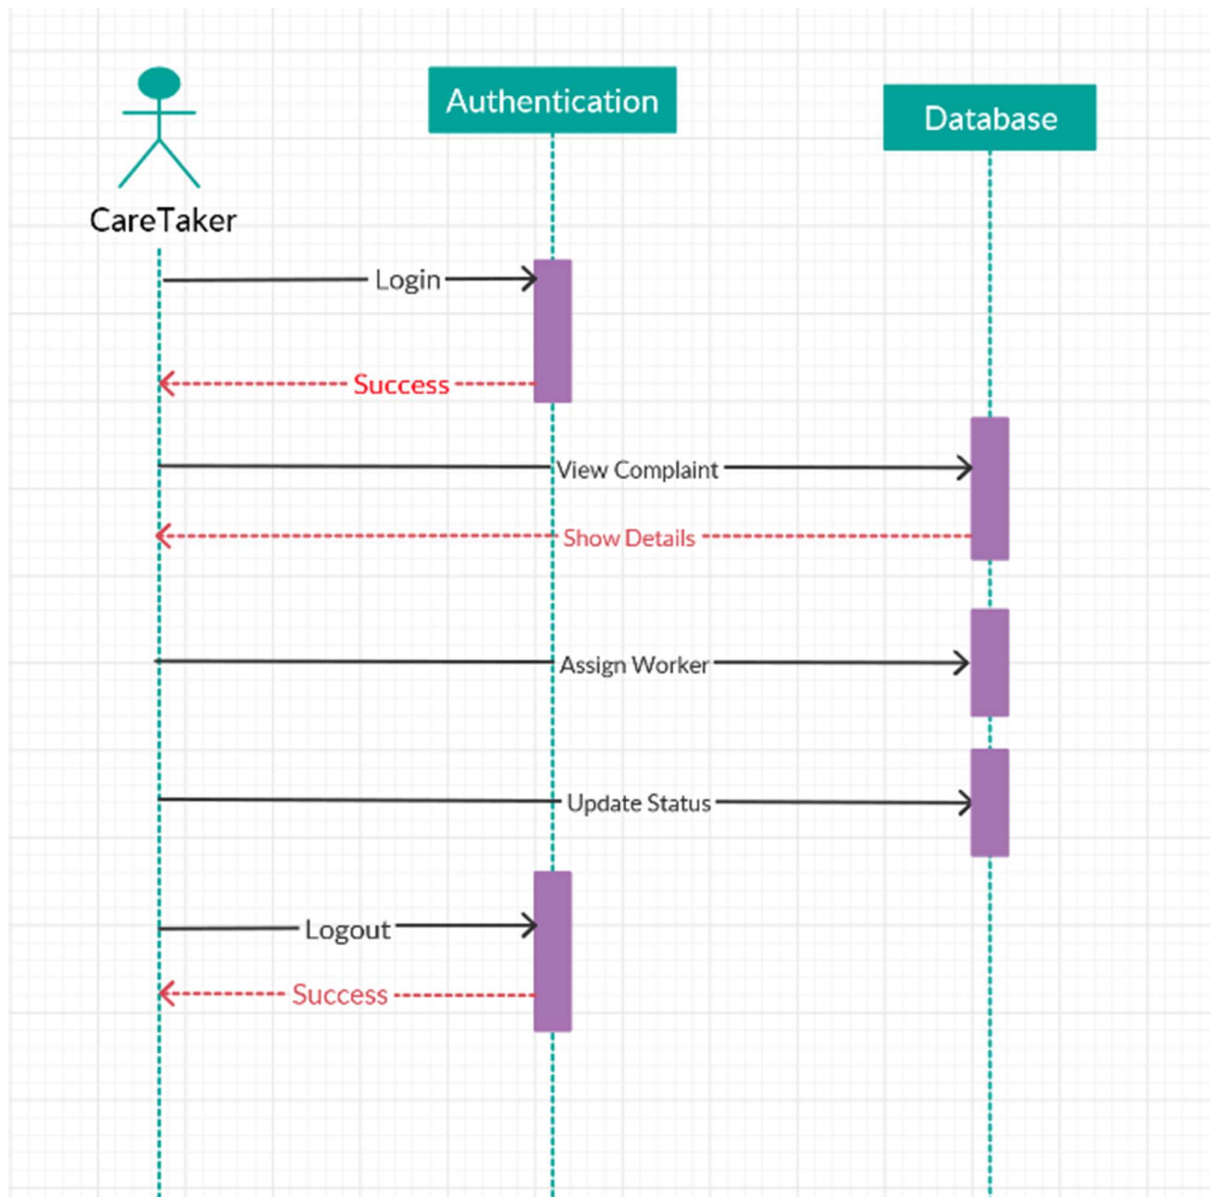 Authentication
Database
CareTaker
Login
Success
View Complaint
Show Details
Assign Worker
Update Status
Logout
Success